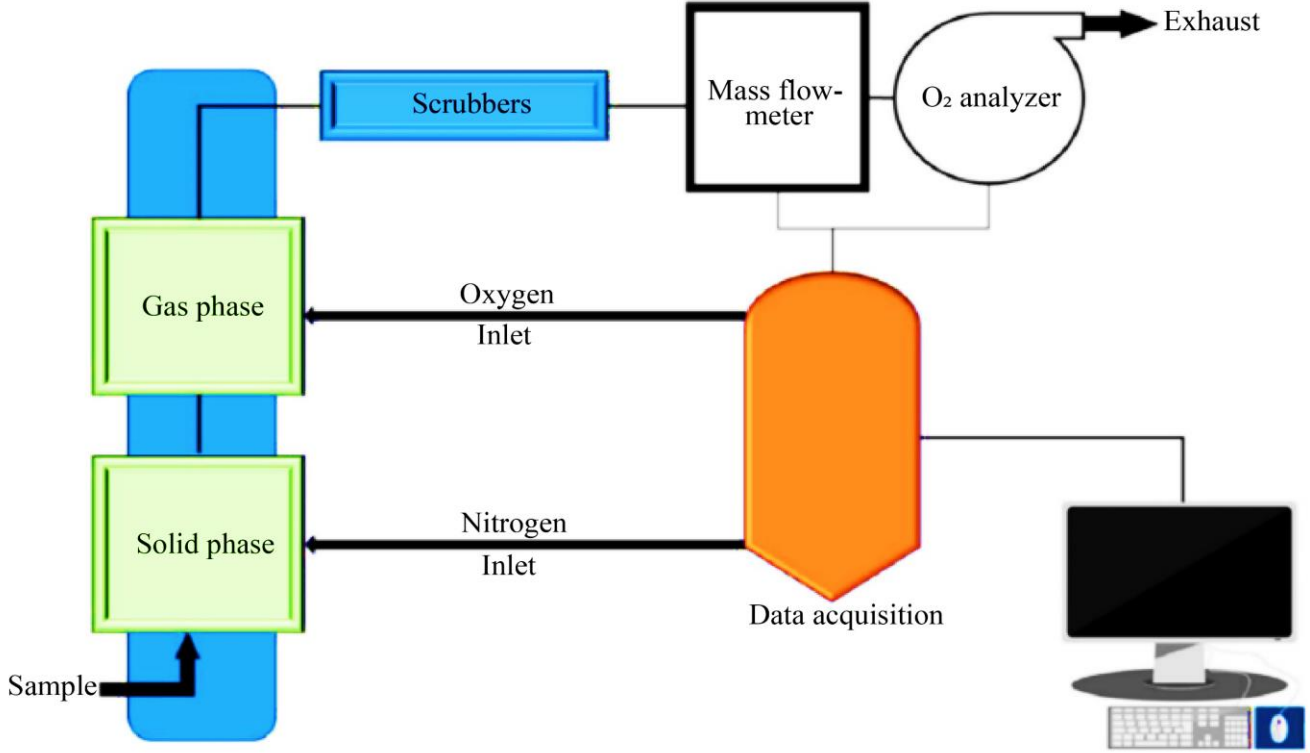 Exhaust
Scrubbers
Mass flow-
meter
O₂ analyzer
Gas phase
Oxygen
Inlet
Solid phase
Nitrogen
Inlet
Data acquisition
Sample